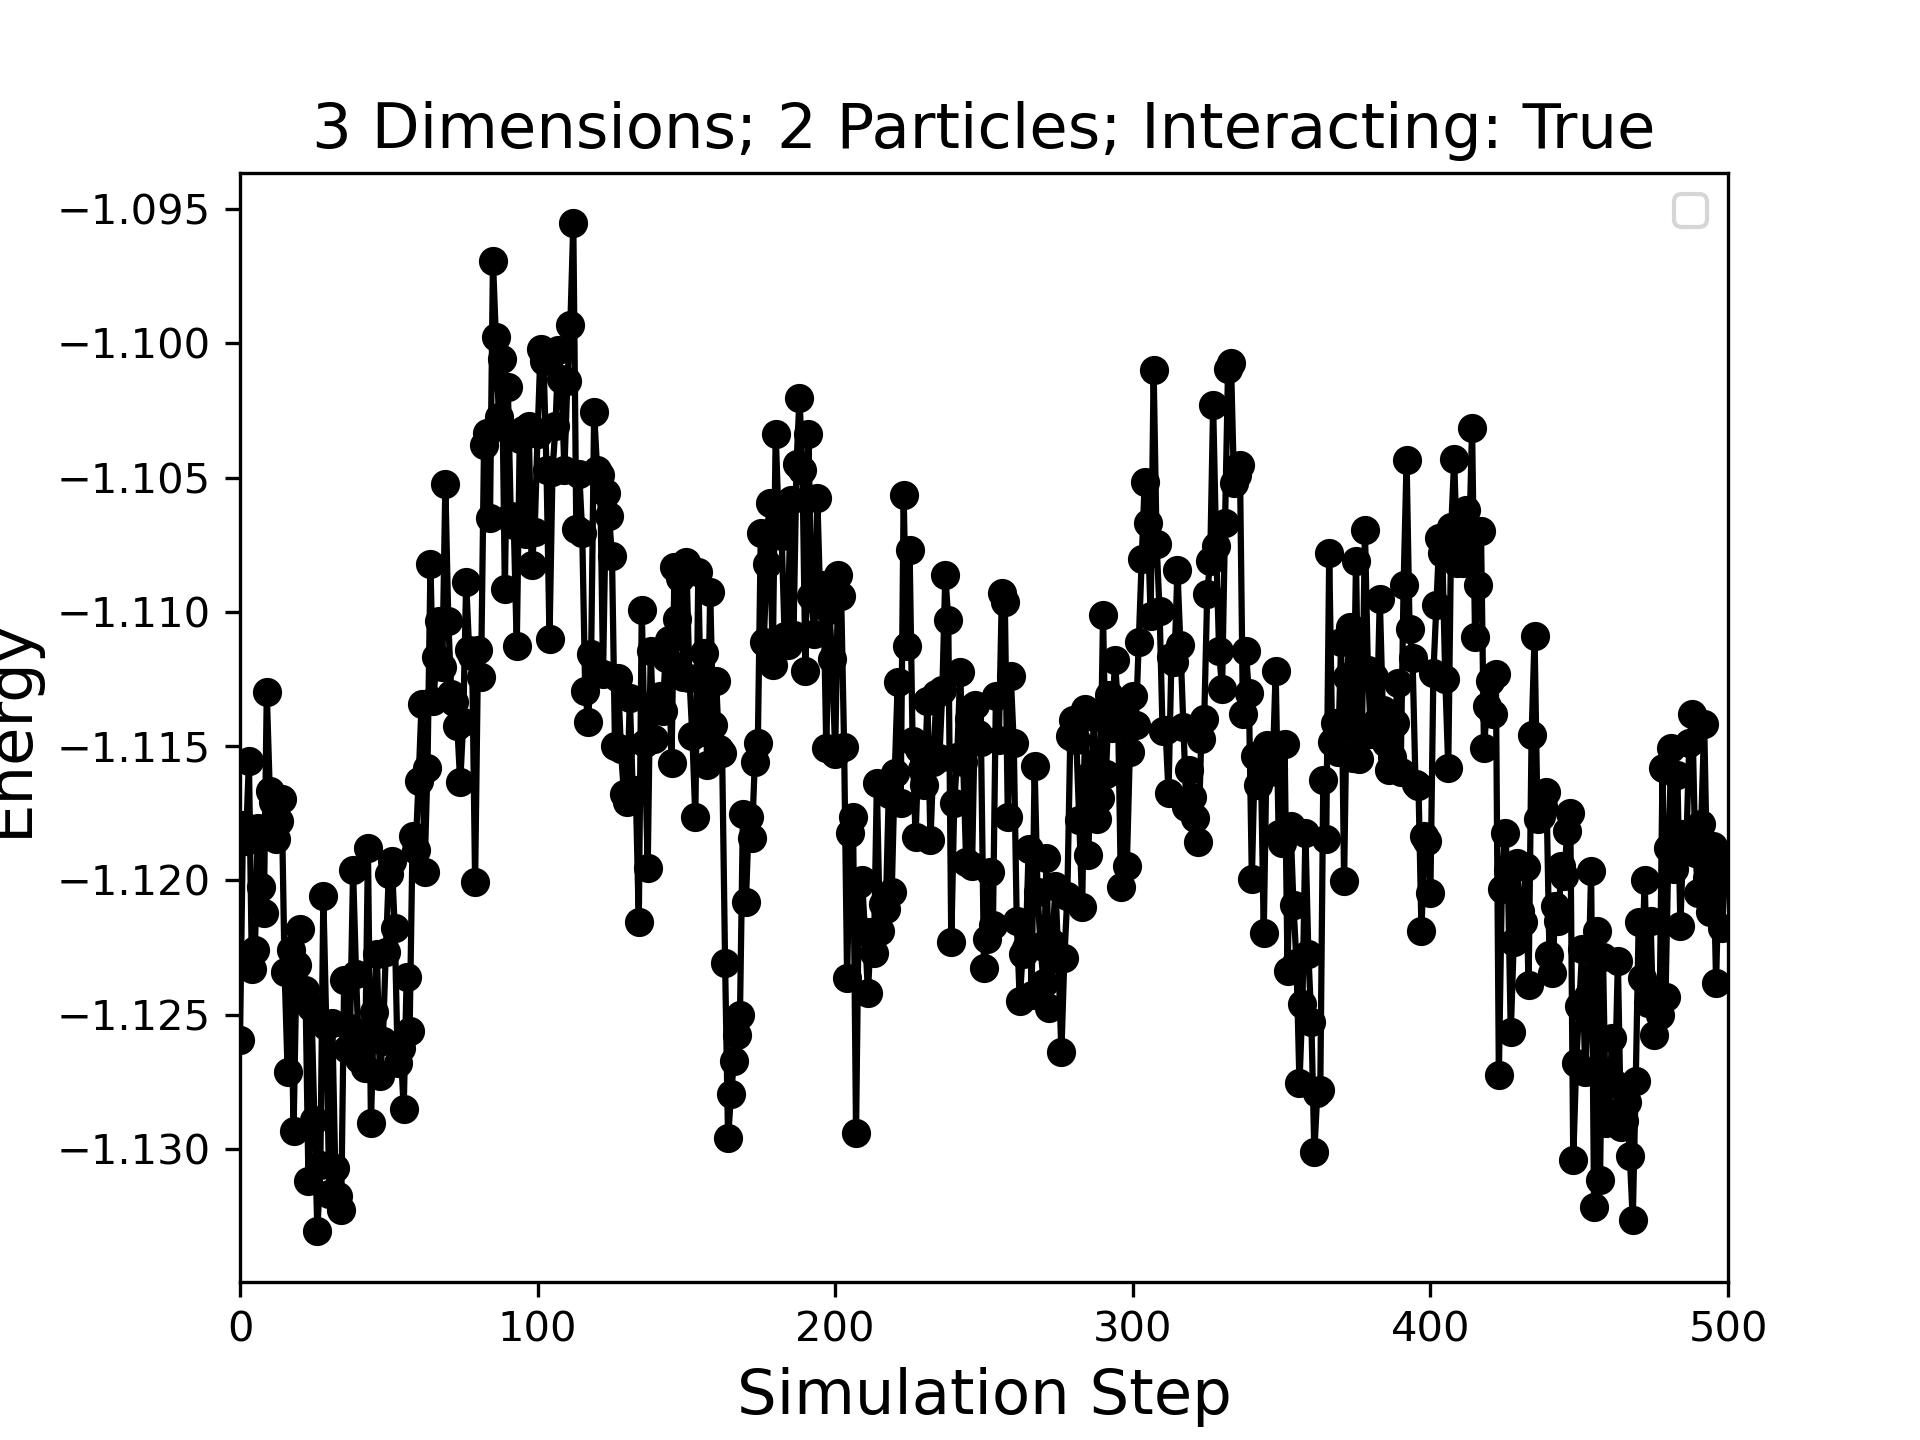 3 Dimensions; 2 Particles; Interacting: True
−1.095
−1.100
−1.105
−1.110
−1.115
−1.120
−1.125
−1.130
Energy
0 100 200 300 400 500
Simulation Step